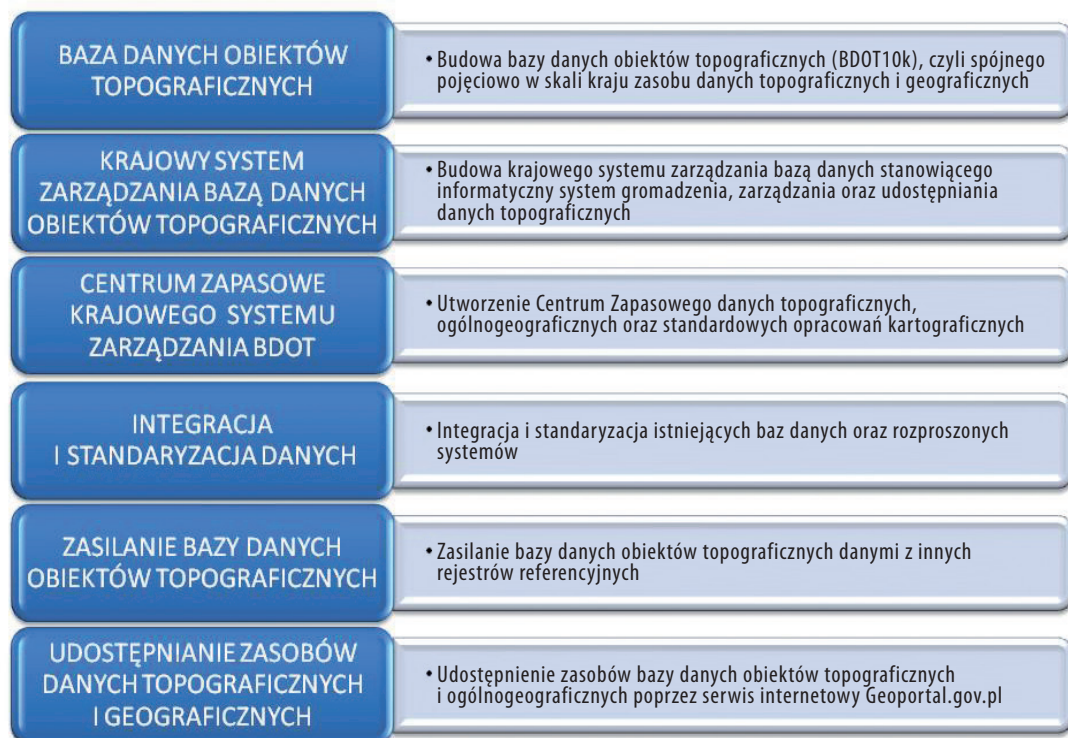 BAZA DANYCH OBIEKTÓW
TOPOGRAFICZNYCH
• Budowa bazy danych obiektów topograficznych (BDOT10k), czyli spójnego
pojęciowo w skali kraju zasobu danych topograficznych i geograficznych
KRAJOWY SYSTEM
ZARZĄDZANIA BAZĄ DANYCH
OBIEKTÓW TOPOGRAFICZNYCH
• Budowa krajowego systemu zarządzania bazą danych stanowiącego
informatyczny system gromadzenia, zarządzania oraz udostępniania
danych topograficznych
CENTRUM ZAPASOWE
KRAJOWEGO SYSTEMU
ZARZĄDZANIA BDOT
• Utworzenie Centrum Zapasowego danych topograficznych,
ogólnogeograficznych oraz standardowych opracowań kartograficznych
INTEGRACJA
I STANDARYZACJA DANYCH
• Integracja i standaryzacja istniejących baz danych oraz rozproszonych
systemów
ZASILANIE BAZY DANYCH
OBIEKTÓW TOPOGRAFICZNYCH
• Zasilanie bazy danych obiektów topograficznych danymi z innych
rejestrów referencyjnych
UDOSTĘPNIANIE ZASOBÓW
DANYCH TOPOGRAFICZNYCH
I GEOGRAFICZNYCH
• Udostępnienie zasobów bazy danych obiektów topograficznych
i ogólnogeograficznych poprzez serwis internetowy Geoportal.gov.pl